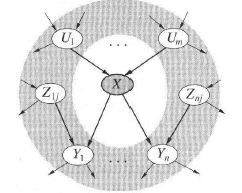 U₁ . . . Uₘ
X
Z₁ⱼ Zₙⱼ
Y₁ . . . Yₙ